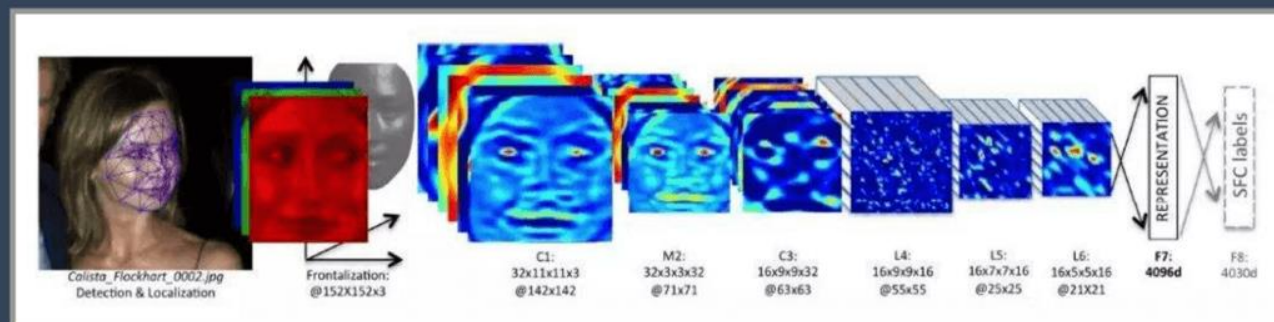 Calista_Flockhart_0002.jpg
Detection & Localization
Frontalization:
@152X152x3
C1:
32x11x11x3
@142x142
M2:
32x3x3x32
@71x71
C3:
16x9x9x32
@63x63
L4:
16x9x9x16
@55x55
L5:
16x7x7x16
@25x25
L6:
16x5x5x16
@21X21
REPRESENTATION
F7:
4096d
SFC labels
F8:
4030d